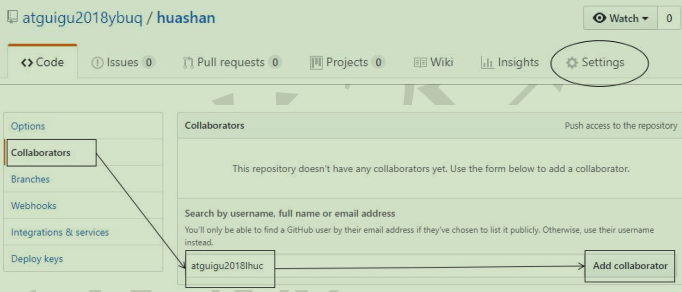 atguigu2018ybuq / huashan
Watch 0
Code Issues 0 Pull requests 0 Projects 0 Wiki Insights Settings
Options
Collaborators
Branches
Webhooks
Integrations & services
Deploy keys
Collaborators Push access to the repository
This repository doesn't have any collaborators yet. Use the form below to add a collaborator.
Search by username, full name or email address
You'll only be able to find a GitHub user by their email address if they've chosen to list it publicly. Otherwise, use their username
instead.
atguigu2018lhuc Add collaborator